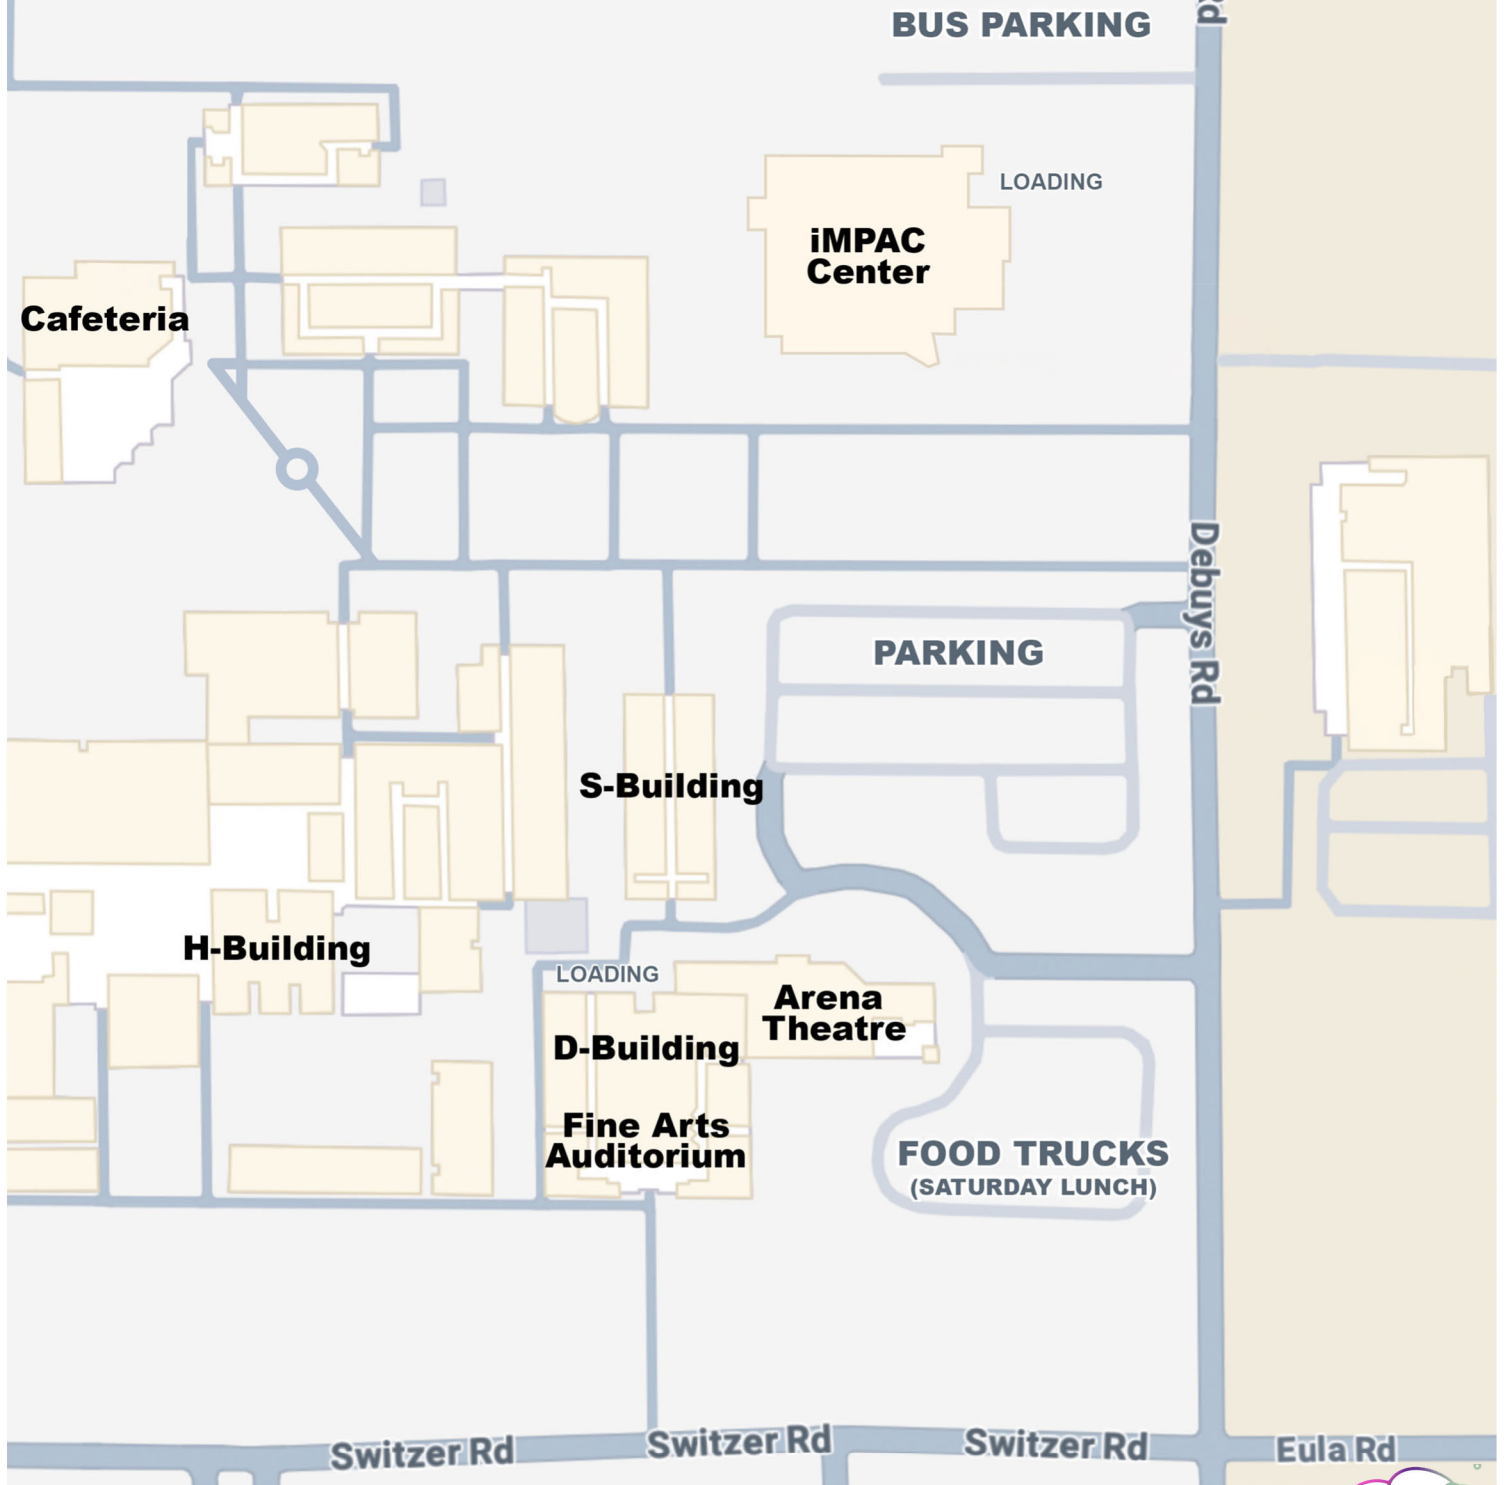 Rd
BUS PARKING
LOADING
iMPAC
Center
Cafeteria
Debuys Rd
PARKING
S-Building
H-Building
LOADING
Arena
Theatre
D-Building
Fine Arts
Auditorium
FOOD TRUCKS
(SATURDAY LUNCH)
Switzer Rd
Switzer Rd
Switzer Rd
Eula Rd